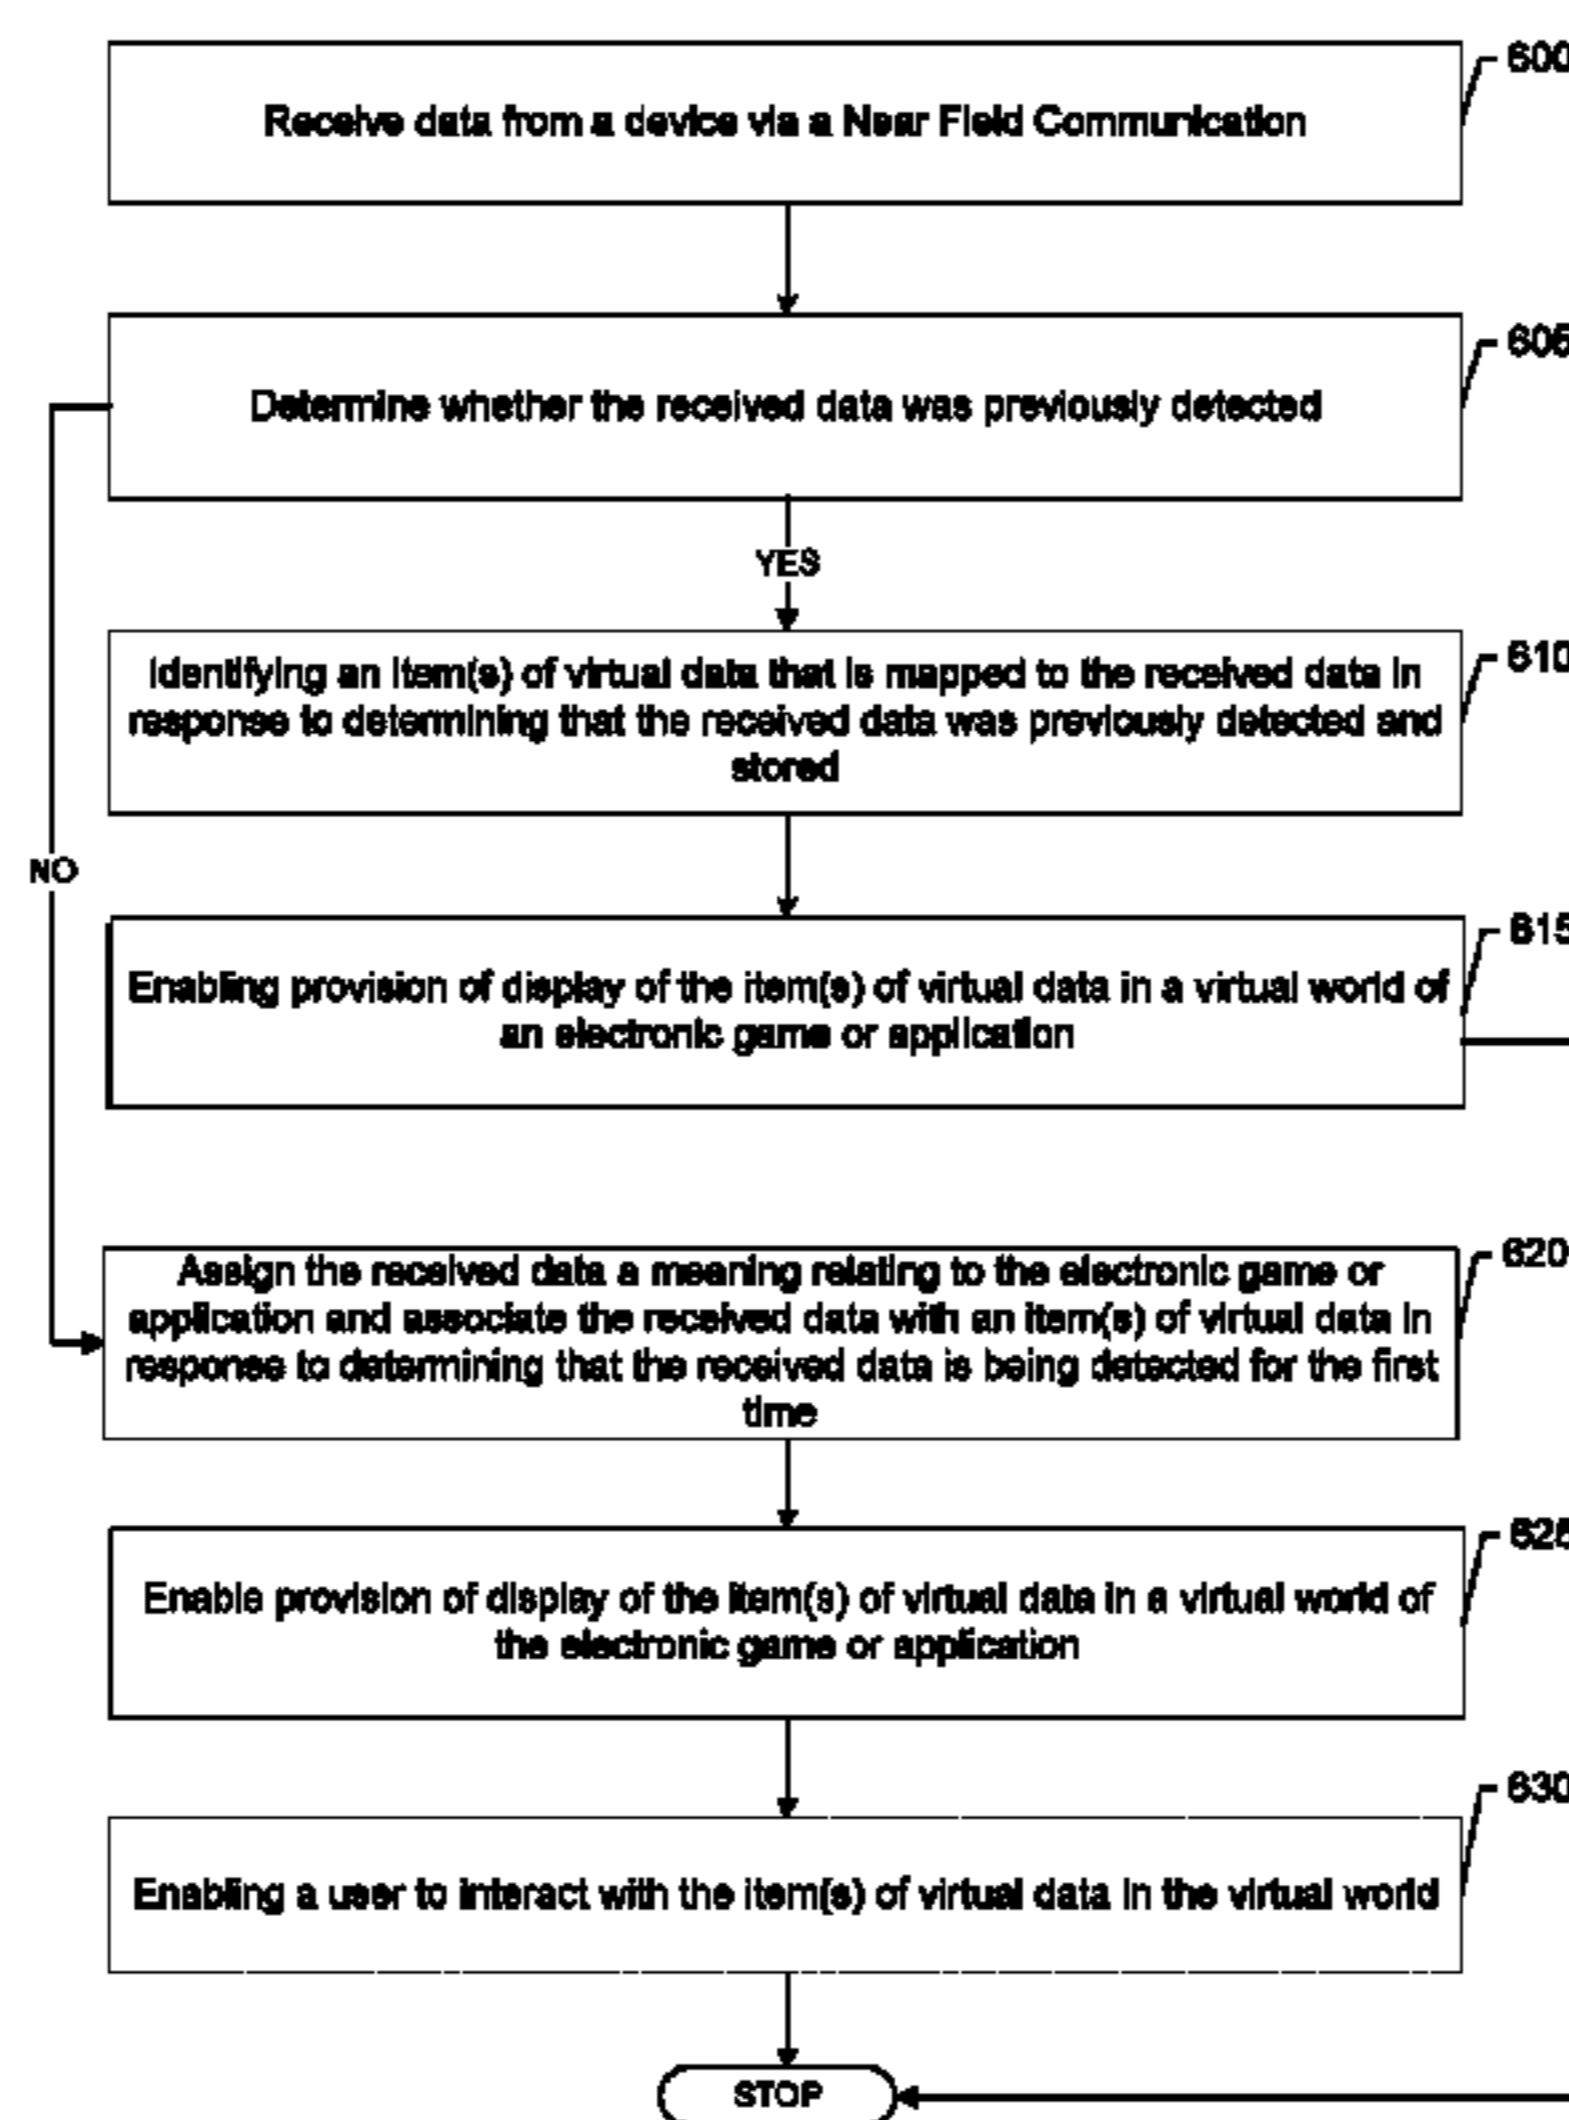 600
Receive data from a device via a Near Field Communication
605
Determine whether the received data was previously detected
YES
610
Identifying an item(s) of virtual data that is mapped to the received data in
response to determining that the received data was previously detected and
stored
NO
615
Enabling provision of display of the item(s) of virtual data in a virtual world of
an electronic game or application
620
Assign the received data a meaning relating to the electronic game or
application and associate the received data with an item(s) of virtual data in
response to determining that the received data is being detected for the first
time
625
Enable provision of display of the item(s) of virtual data in a virtual world of
the electronic game or application
630
Enabling a user to interact with the item(s) of virtual data in the virtual world
STOP